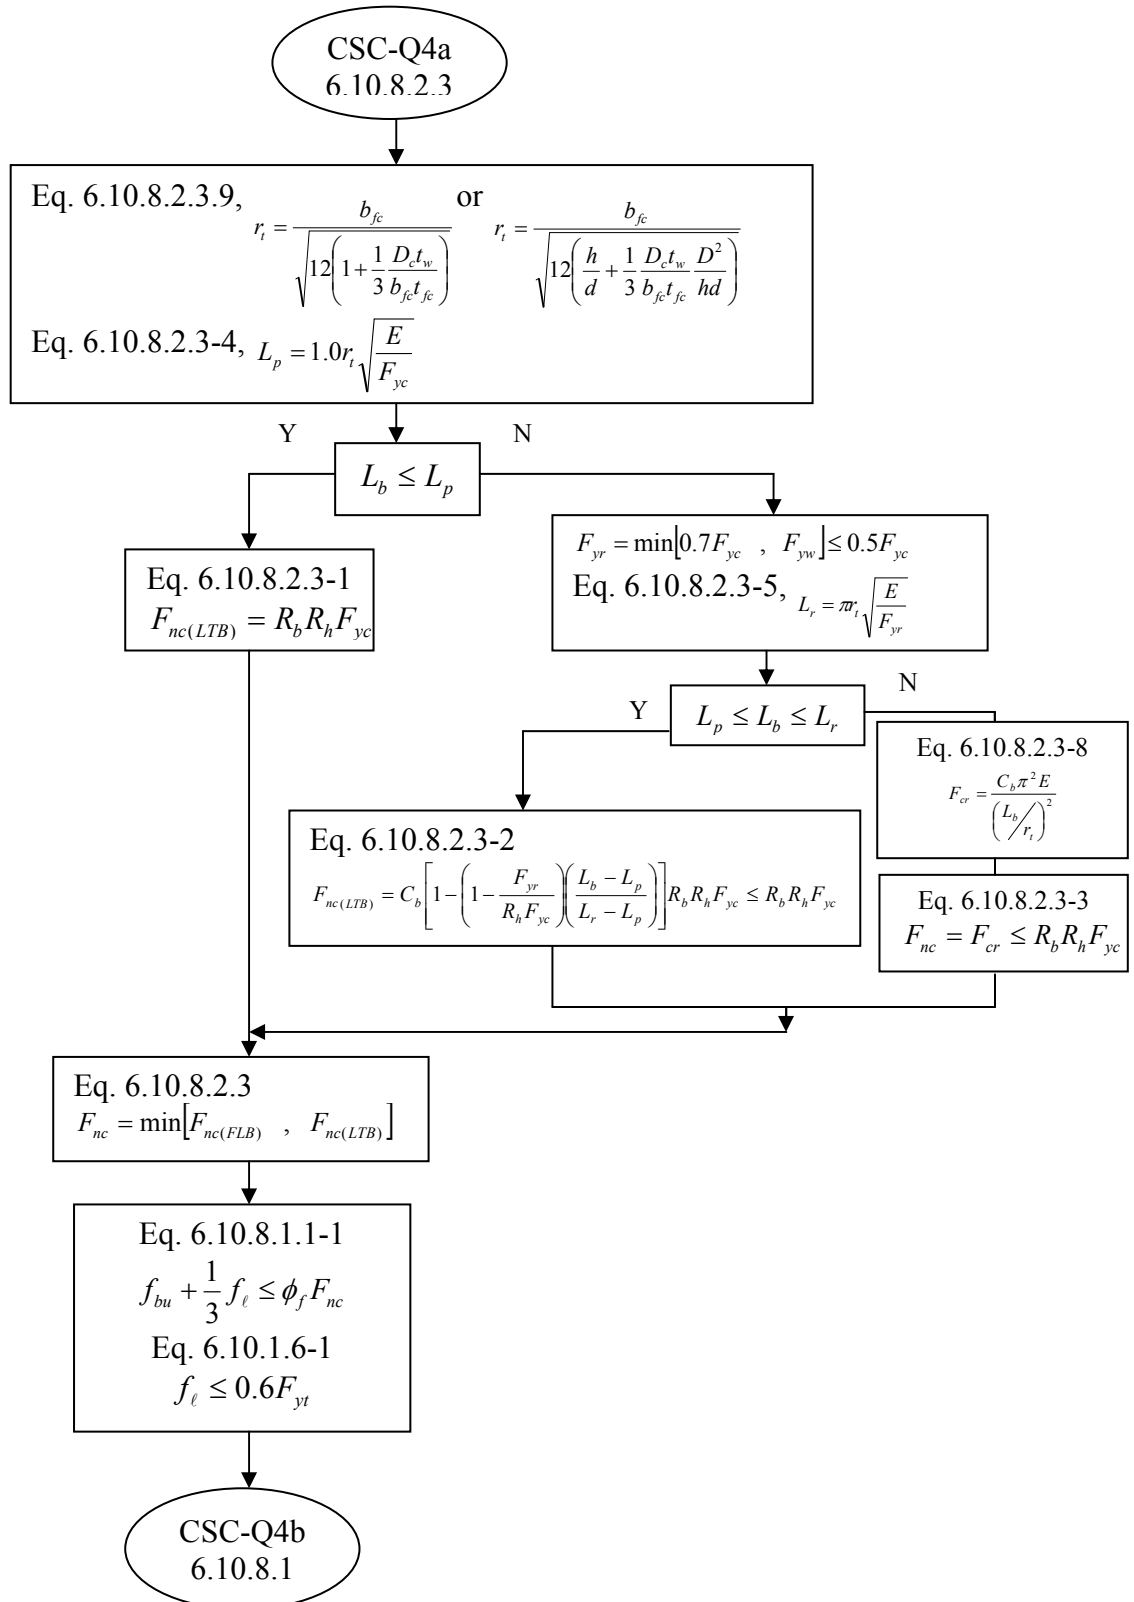 CSC-Q4a
6.10.8.2.3
Eq. 6.10.8.2.3.9, r_t = b_fc / √(12(1 + 1/3 D_c t_w / b_fc t_fc)) or r_t = b_fc / √(12(h/d + 1/3 D_c t_w / b_fc t_fc D²/hd))
Eq. 6.10.8.2.3-4, L_p = 1.0r_t √(E/F_yc)
Y N
L_b ≤ L_p
Eq. 6.10.8.2.3-1
F_nc(LTB) = R_b R_h F_yc
F_yr = min[0.7F_yc , F_yw] ≤ 0.5F_yc
Eq. 6.10.8.2.3-5, L_r = πr_t √(E/F_yr)
Y N
L_p ≤ L_b ≤ L_r
Eq. 6.10.8.2.3-2
F_nc(LTB) = C_b [1 − (1 − F_yr / R_h F_yc)(L_b − L_p / L_r − L_p)] R_b R_h F_yc ≤ R_b R_h F_yc
Eq. 6.10.8.2.3-8
F_cr = C_b π² E / (L_b / r_t)²
Eq. 6.10.8.2.3-3
F_nc = F_cr ≤ R_b R_h F_yc
Eq. 6.10.8.2.3
F_nc = min[F_nc(FLB) , F_nc(LTB)]
Eq. 6.10.8.1.1-1
f_bu + 1/3 f_ℓ ≤ ϕ_f F_nc
Eq. 6.10.1.6-1
f_ℓ ≤ 0.6F_yt
CSC-Q4b
6.10.8.1